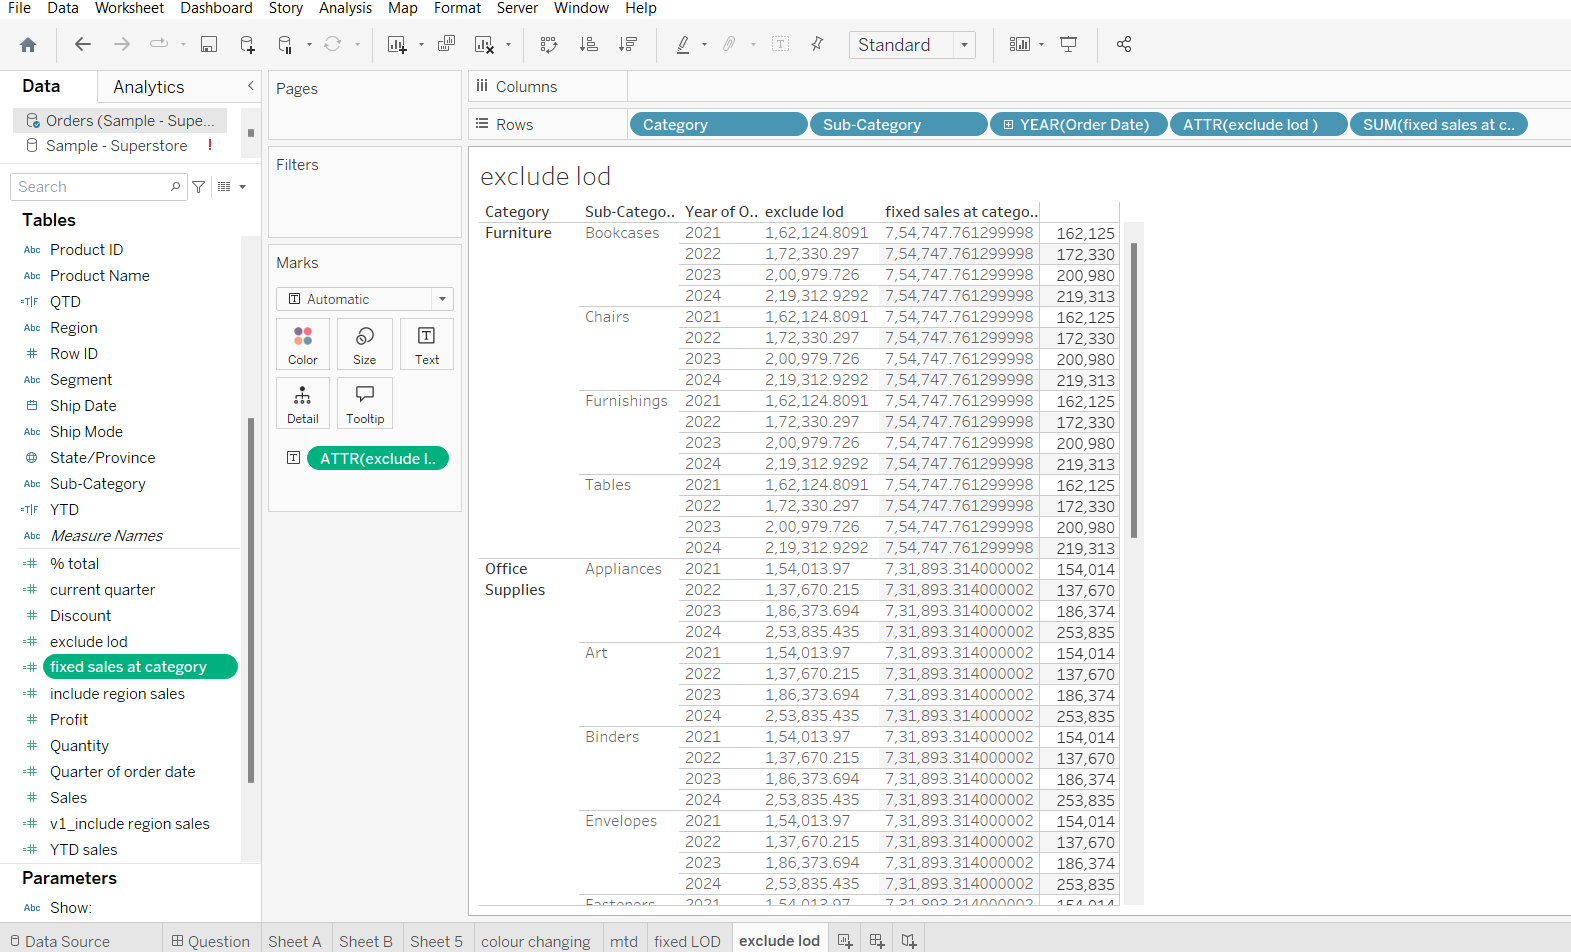 File Data Worksheet Dashboard Story Analysis Map Format Server Window Help
Standard
Data Analytics
Orders (Sample - Supe...
Sample - Superstore !
Search
Tables
Abc Product ID
Abc Product Name
=T|F QTD
Abc Region
# Row ID
Abc Segment
Ship Date
Abc Ship Mode
State/Province
Abc Sub-Category
=T|F YTD
Abc Measure Names
=# % total
=# current quarter
# Discount
=# exclude lod
=# fixed sales at category
=# include region sales
# Profit
# Quantity
=# Quarter of order date
# Sales
=# v1_include region sales
=# YTD sales
Parameters
Abc Show:
Pages
Filters
Marks
T Automatic
Color Size Text
Detail Tooltip
T ATTR(exclude l..
Columns
Rows Category Sub-Category YEAR(Order Date) ATTR(exclude lod ) SUM(fixed sales at c..
exclude lod
Category Sub-Catego.. Year of O.. exclude lod fixed sales at catego..
Furniture Bookcases 2021 1,62,124.8091 7,54,747.761299998 162,125
2022 1,72,330.297 7,54,747.761299998 172,330
2023 2,00,979.726 7,54,747.761299998 200,980
2024 2,19,312.9292 7,54,747.761299998 219,313
Chairs 2021 1,62,124.8091 7,54,747.761299998 162,125
2022 1,72,330.297 7,54,747.761299998 172,330
2023 2,00,979.726 7,54,747.761299998 200,980
2024 2,19,312.9292 7,54,747.761299998 219,313
Furnishings 2021 1,62,124.8091 7,54,747.761299998 162,125
2022 1,72,330.297 7,54,747.761299998 172,330
2023 2,00,979.726 7,54,747.761299998 200,980
2024 2,19,312.9292 7,54,747.761299998 219,313
Tables 2021 1,62,124.8091 7,54,747.761299998 162,125
2022 1,72,330.297 7,54,747.761299998 172,330
2023 2,00,979.726 7,54,747.761299998 200,980
2024 2,19,312.9292 7,54,747.761299998 219,313
Office Appliances 2021 1,54,013.97 7,31,893.314000002 154,014
Supplies 2022 1,37,670.215 7,31,893.314000002 137,670
2023 1,86,373.694 7,31,893.314000002 186,374
2024 2,53,835.435 7,31,893.314000002 253,835
Art 2021 1,54,013.97 7,31,893.314000002 154,014
2022 1,37,670.215 7,31,893.314000002 137,670
2023 1,86,373.694 7,31,893.314000002 186,374
2024 2,53,835.435 7,31,893.314000002 253,835
Binders 2021 1,54,013.97 7,31,893.314000002 154,014
2022 1,37,670.215 7,31,893.314000002 137,670
2023 1,86,373.694 7,31,893.314000002 186,374
2024 2,53,835.435 7,31,893.314000002 253,835
Envelopes 2021 1,54,013.97 7,31,893.314000002 154,014
2022 1,37,670.215 7,31,893.314000002 137,670
2023 1,86,373.694 7,31,893.314000002 186,374
2024 2,53,835.435 7,31,893.314000002 253,835
Fasteners 2021 1,54,013.97 7,31,893.314000002 154,014
Data Source Question Sheet A Sheet B Sheet 5 colour changing mtd fixed LOD exclude lod